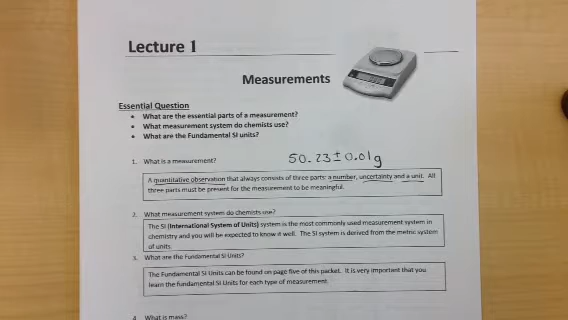 Lecture 1
Measurements
Essential Question
• What are the essential parts of a measurement?
• What measurement system do chemists use?
• What are the Fundamental SI units?
1. What is a measurement?
50.23±0.01g
A quantitative observation that always consists of three parts: a number, uncertainty and a unit. All
three parts must be present for the measurement to be meaningful.
2. What measurement system do chemists use?
The SI (International System of Units) system is the most commonly used measurement system in
chemistry and you will be expected to know it well. The SI system is derived from the metric system
of units.
3. What are the Fundamental SI Units?
The Fundamental SI Units can be found on page five of this packet. It is very important that you
learn the fundamental SI Units for each type of measurement.
4. What is mass?